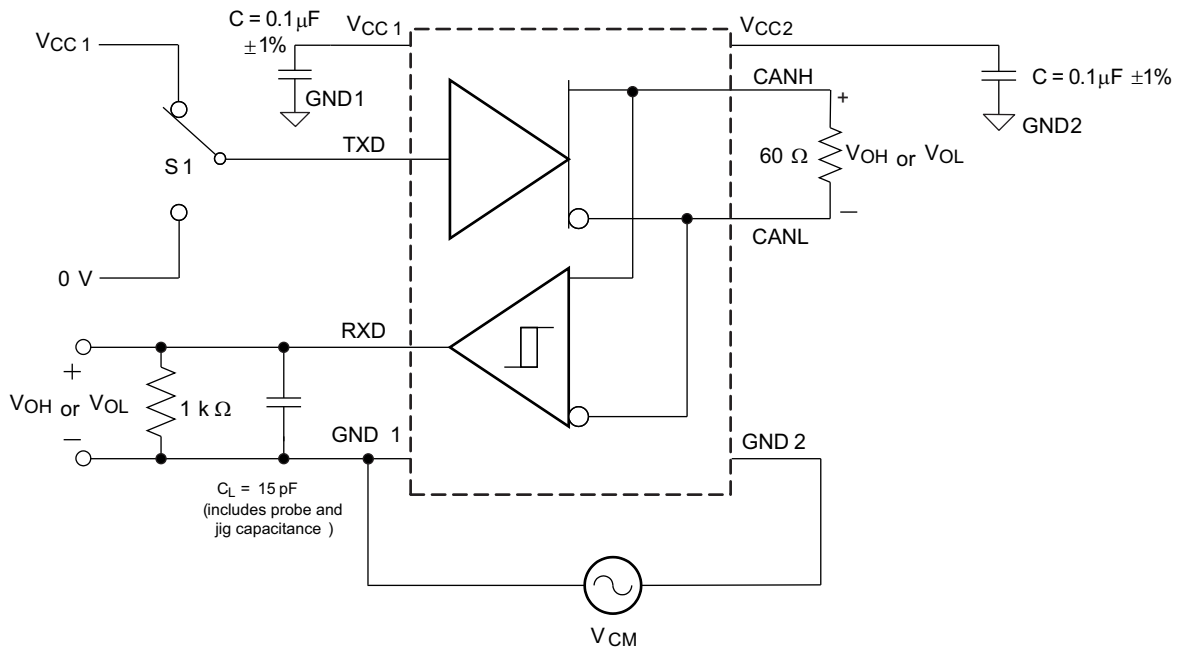 C = 0.1 µF
±1%
VCC 1
VCC 1
VCC2
GND1
CANH
C = 0.1µF ±1%
GND2
TXD
S 1
+
60 Ω
VOH or VOL
−
CANL
0 V
RXD
+
VOH or VOL
−
1 k Ω
GND 1
GND 2
CL = 15 pF
(includes probe and
jig capacitance )
VCM